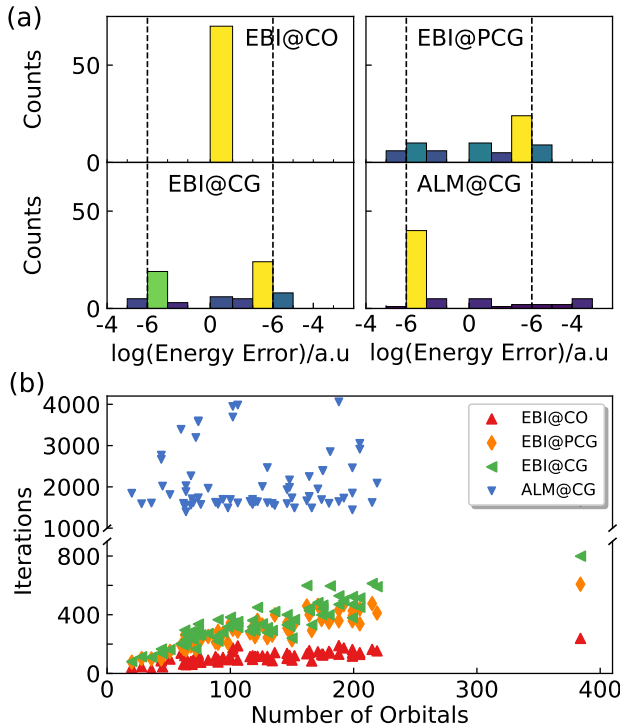 (a)
EBI@CO
EBI@PCG
Counts
50
0
EBI@CG
ALM@CG
Counts
50
0
-4 -6 0 -6 -4 -4 -6 0 -6 -4
log(Energy Error)/a.u log(Energy Error)/a.u
(b)
4000
3000
2000
1000
800
400
0
Iterations
EBI@CO
EBI@PCG
EBI@CG
ALM@CG
0 100 200 300 400
Number of Orbitals